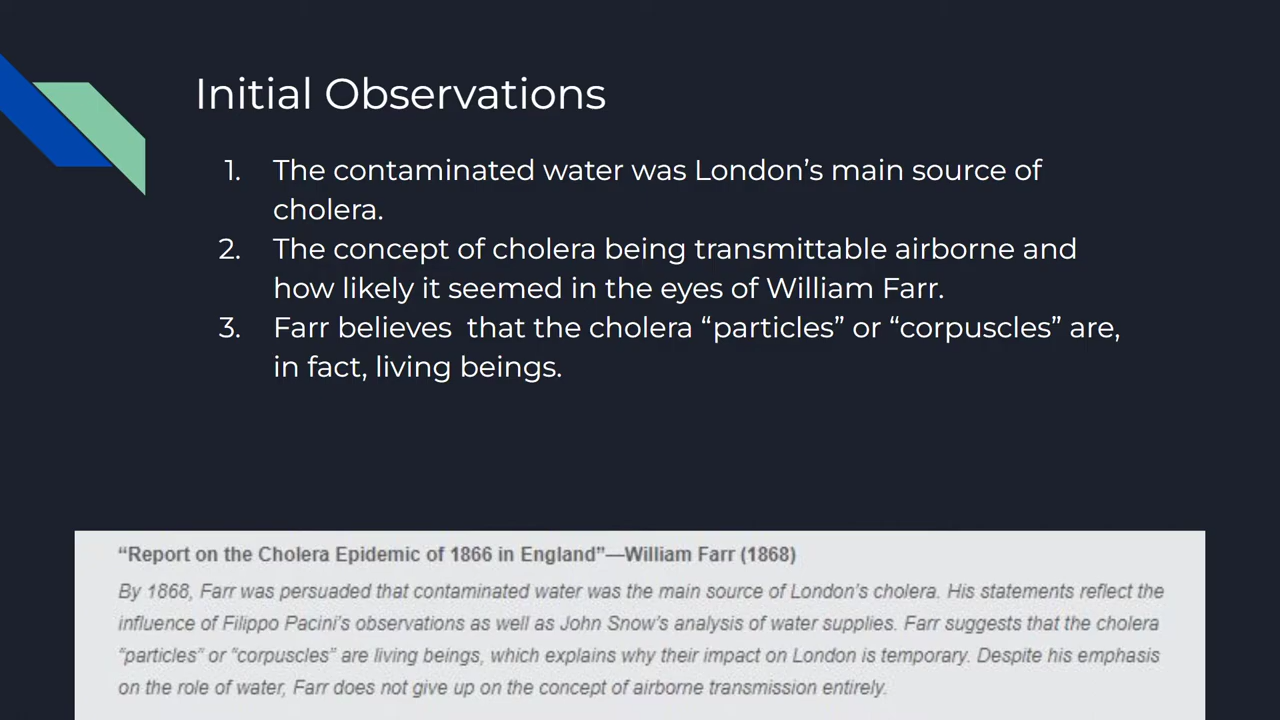 Initial Observations
1. The contaminated water was London’s main source of
cholera.
2. The concept of cholera being transmittable airborne and
how likely it seemed in the eyes of William Farr.
3. Farr believes  that the cholera “particles” or “corpuscles” are,
in fact, living beings.
“Report on the Cholera Epidemic of 1866 in England”—William Farr (1868)
By 1868, Farr was persuaded that contaminated water was the main source of London’s cholera. His statements reflect the
influence of Filippo Pacini’s observations as well as John Snow’s analysis of water supplies. Farr suggests that the cholera
“particles” or “corpuscles” are living beings, which explains why their impact on London is temporary. Despite his emphasis
on the role of water, Farr does not give up on the concept of airborne transmission entirely.